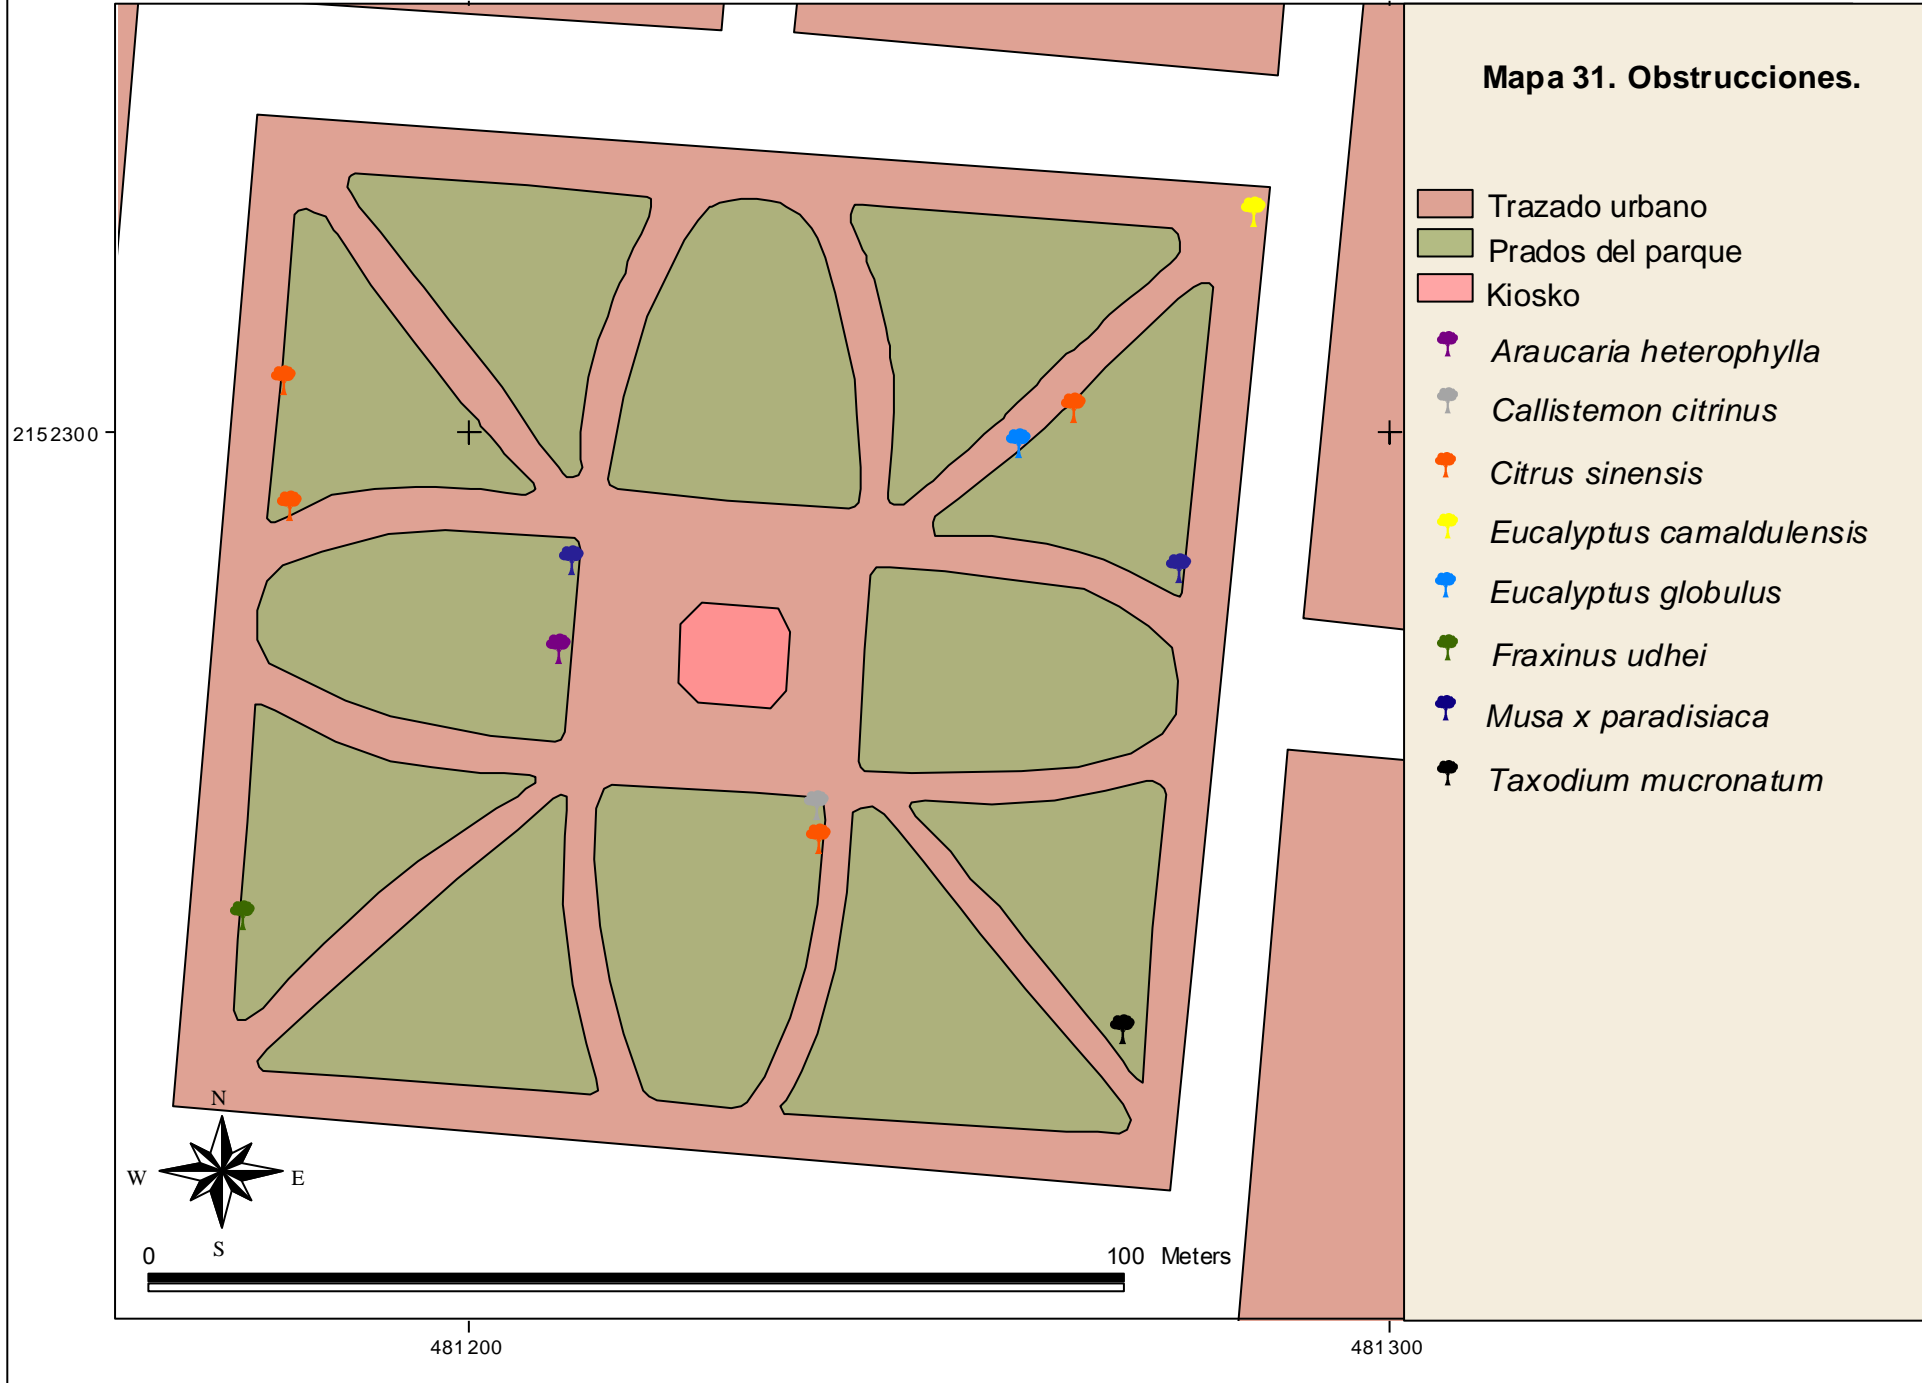 Mapa 31. Obstrucciones.
Trazado urbano
Prados del parque
Kiosko
Araucaria heterophylla
Callistemon citrinus
Citrus sinensis
Eucalyptus camaldulensis
Eucalyptus globulus
Fraxinus udhei
Musa x paradisiaca
Taxodium mucronatum
2152300
N
W
E
S
0
100 Meters
481200
481300